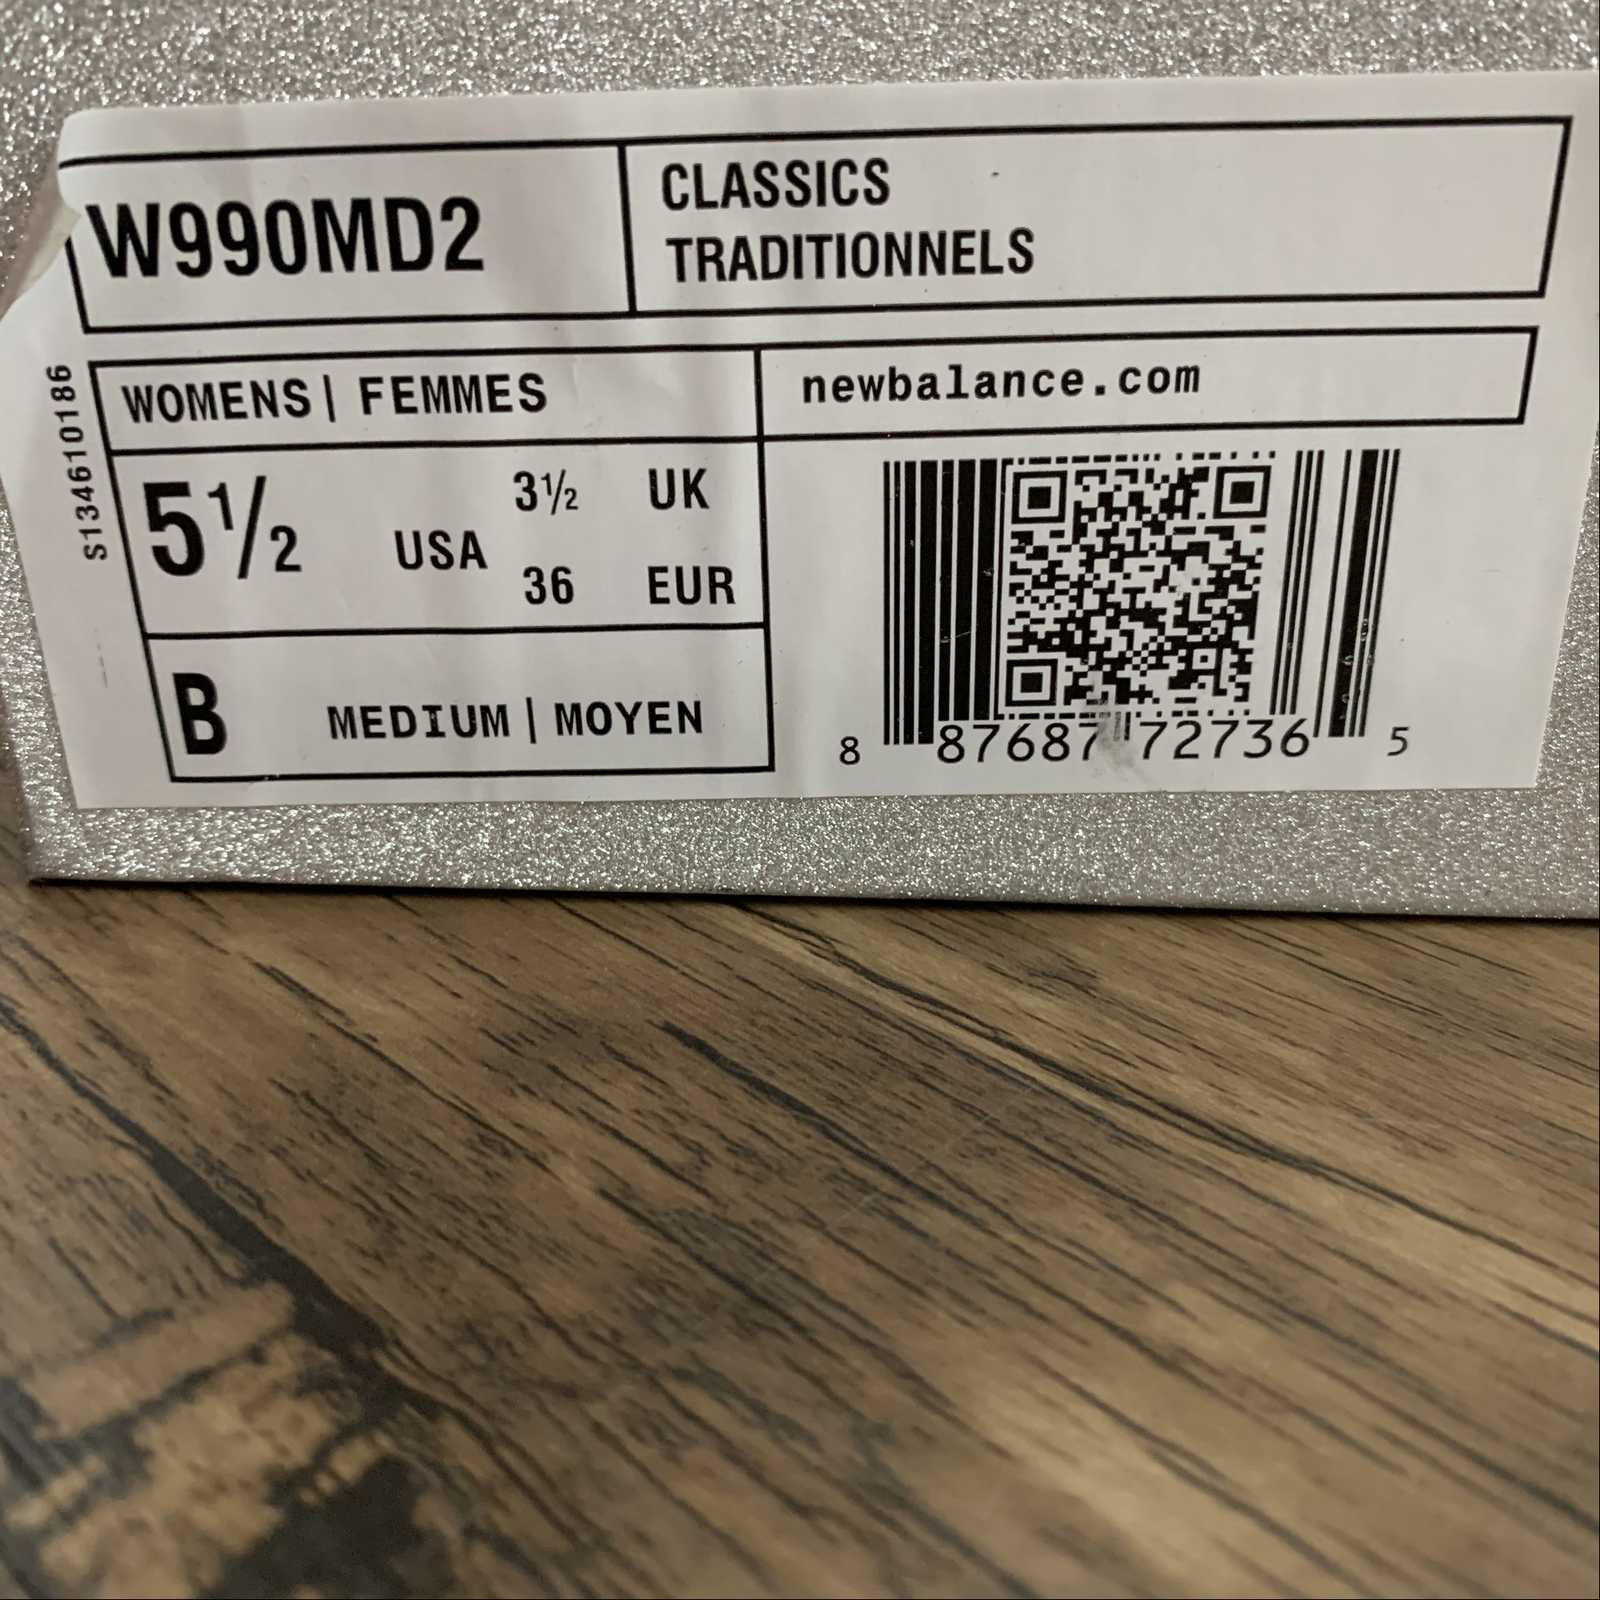 W990MD2
CLASSICS
TRADITIONNELS
S134610186
WOMENS| FEMMES
newbalance.com
5½ USA
3½ UK
36 EUR
B MEDIUM|MOYEN
8 87687 72736 5